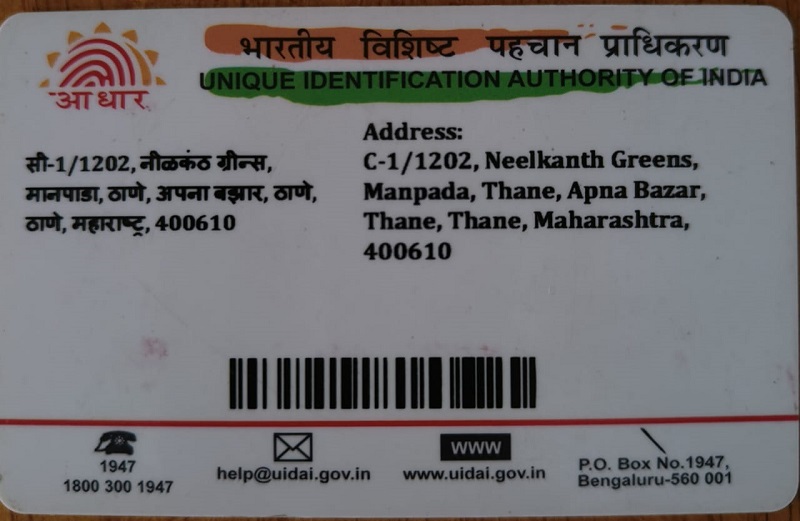 भारतीय विशिष्ट पहचान प्राधिकरण
UNIQUE IDENTIFICATION AUTHORITY OF INDIA
आधार
सी-1/1202, नीळकंठ ग्रीन्स,
मानपाडा, ठाणे, अपना बझार, ठाणे,
ठाणे, महाराष्ट्र, 400610
Address:
C-1/1202, Neelkanth Greens,
Manpada, Thane, Apna Bazar,
Thane, Thane, Maharashtra,
400610
1947
1800 300 1947
help@uidai.gov.in
WWW
www.uidai.gov.in
P.O. Box No.1947,
Bengaluru-560 001